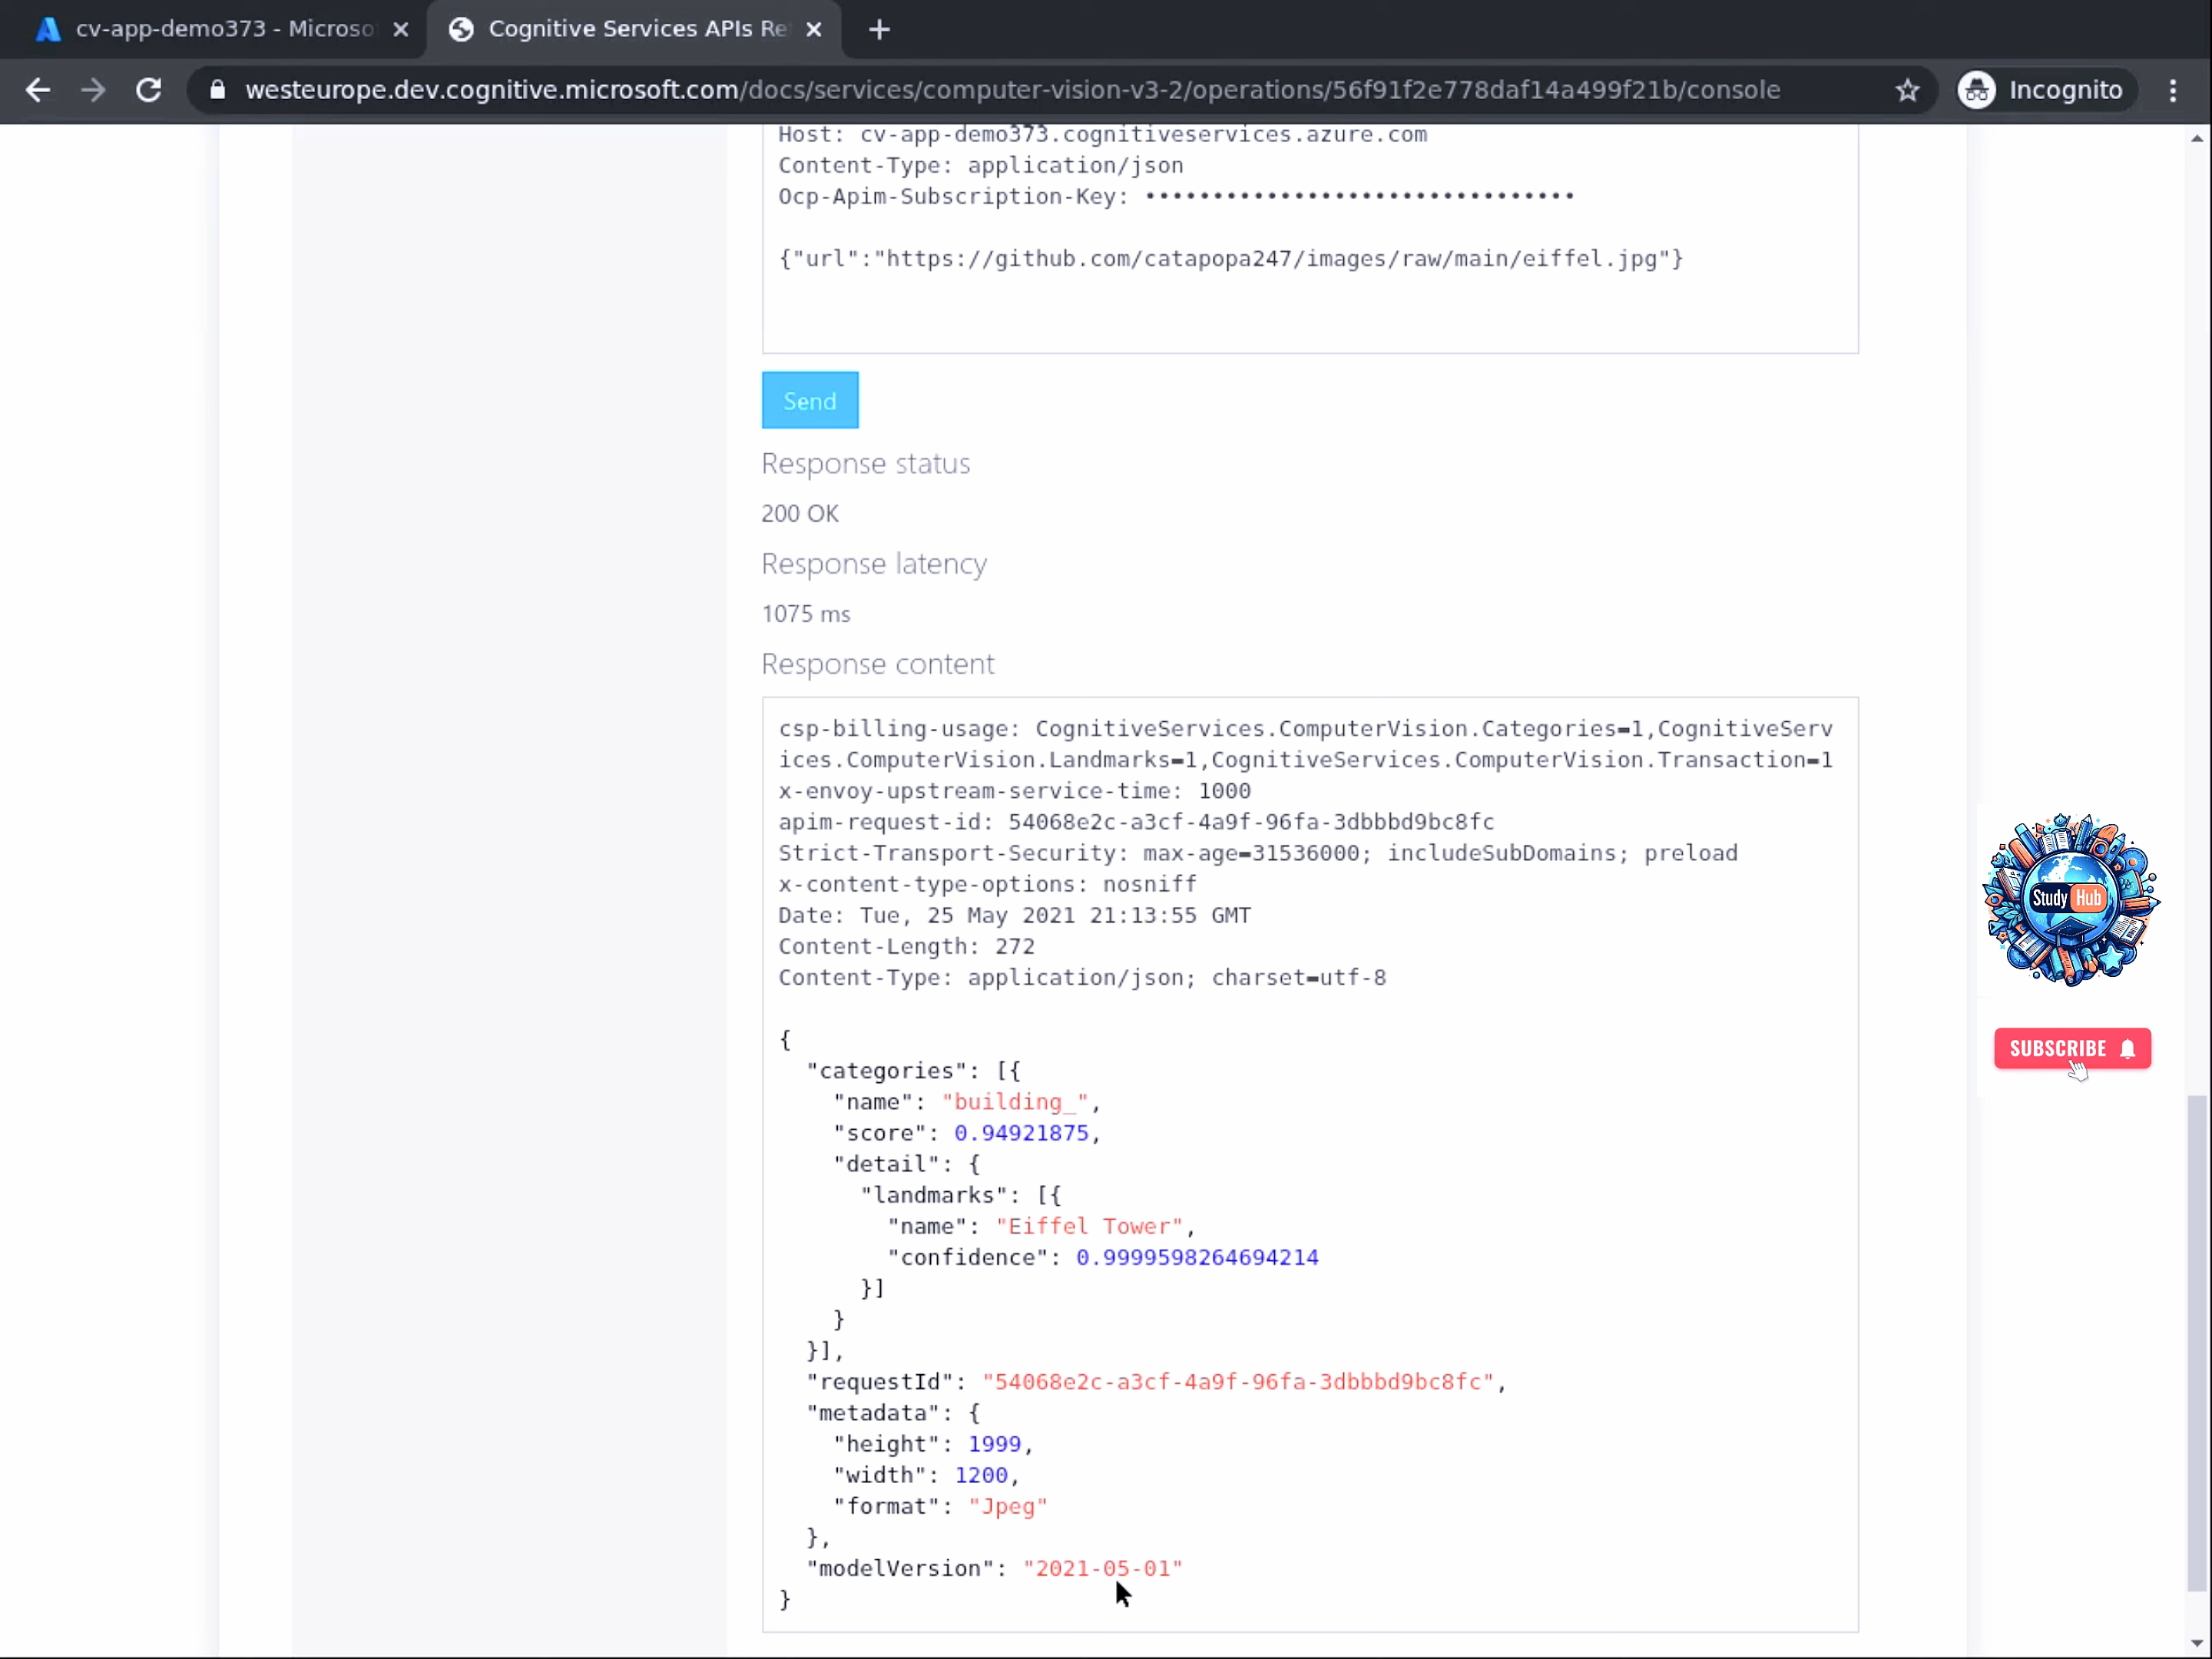 cv-app-demo373 - Microso
Cognitive Services APIs Re
westeurope.dev.cognitive.microsoft.com/docs/services/computer-vision-v3-2/operations/56f91f2e778daf14a499f21b/console
Incognito
Host: cv-app-demo373.cognitiveservices.azure.com
Content-Type: application/json
Ocp-Apim-Subscription-Key: ••••••••••••••••••••••••••••••••
{"url":"https://github.com/catapopa247/images/raw/main/eiffel.jpg"}
Send
Response status
200 OK
Response latency
1075 ms
Response content
csp-billing-usage: CognitiveServices.ComputerVision.Categories=1,CognitiveServ
ices.ComputerVision.Landmarks=1,CognitiveServices.ComputerVision.Transaction=1
x-envoy-upstream-service-time: 1000
apim-request-id: 54068e2c-a3cf-4a9f-96fa-3dbbbd9bc8fc
Strict-Transport-Security: max-age=31536000; includeSubDomains; preload
x-content-type-options: nosniff
Date: Tue, 25 May 2021 21:13:55 GMT
Content-Length: 272
Content-Type: application/json; charset=utf-8
{
"categories": [{
"name": "building_",
"score": 0.94921875,
"detail": {
"landmarks": [{
"name": "Eiffel Tower",
"confidence": 0.9999598264694214
}]
}
}],
"requestId": "54068e2c-a3cf-4a9f-96fa-3dbbbd9bc8fc",
"metadata": {
"height": 1999,
"width": 1200,
"format": "Jpeg"
},
"modelVersion": "2021-05-01"
}
Study Hub
SUBSCRIBE